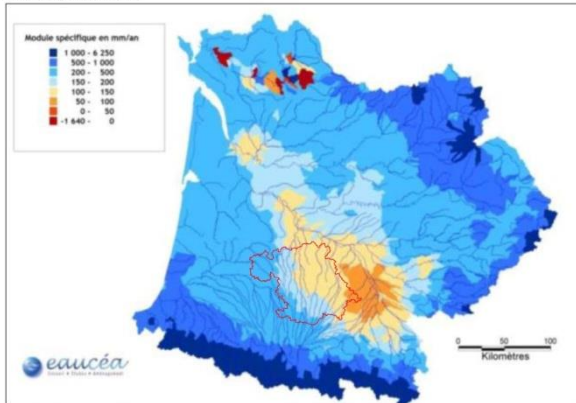 Module spécifique en mm/an
1 000 - 6 250
500 - 1 000
200 - 500
150 - 200
100 - 150
50 - 100
0 - 50
-1 640 - 0
eaucéa
0 50 100
Kilomètres